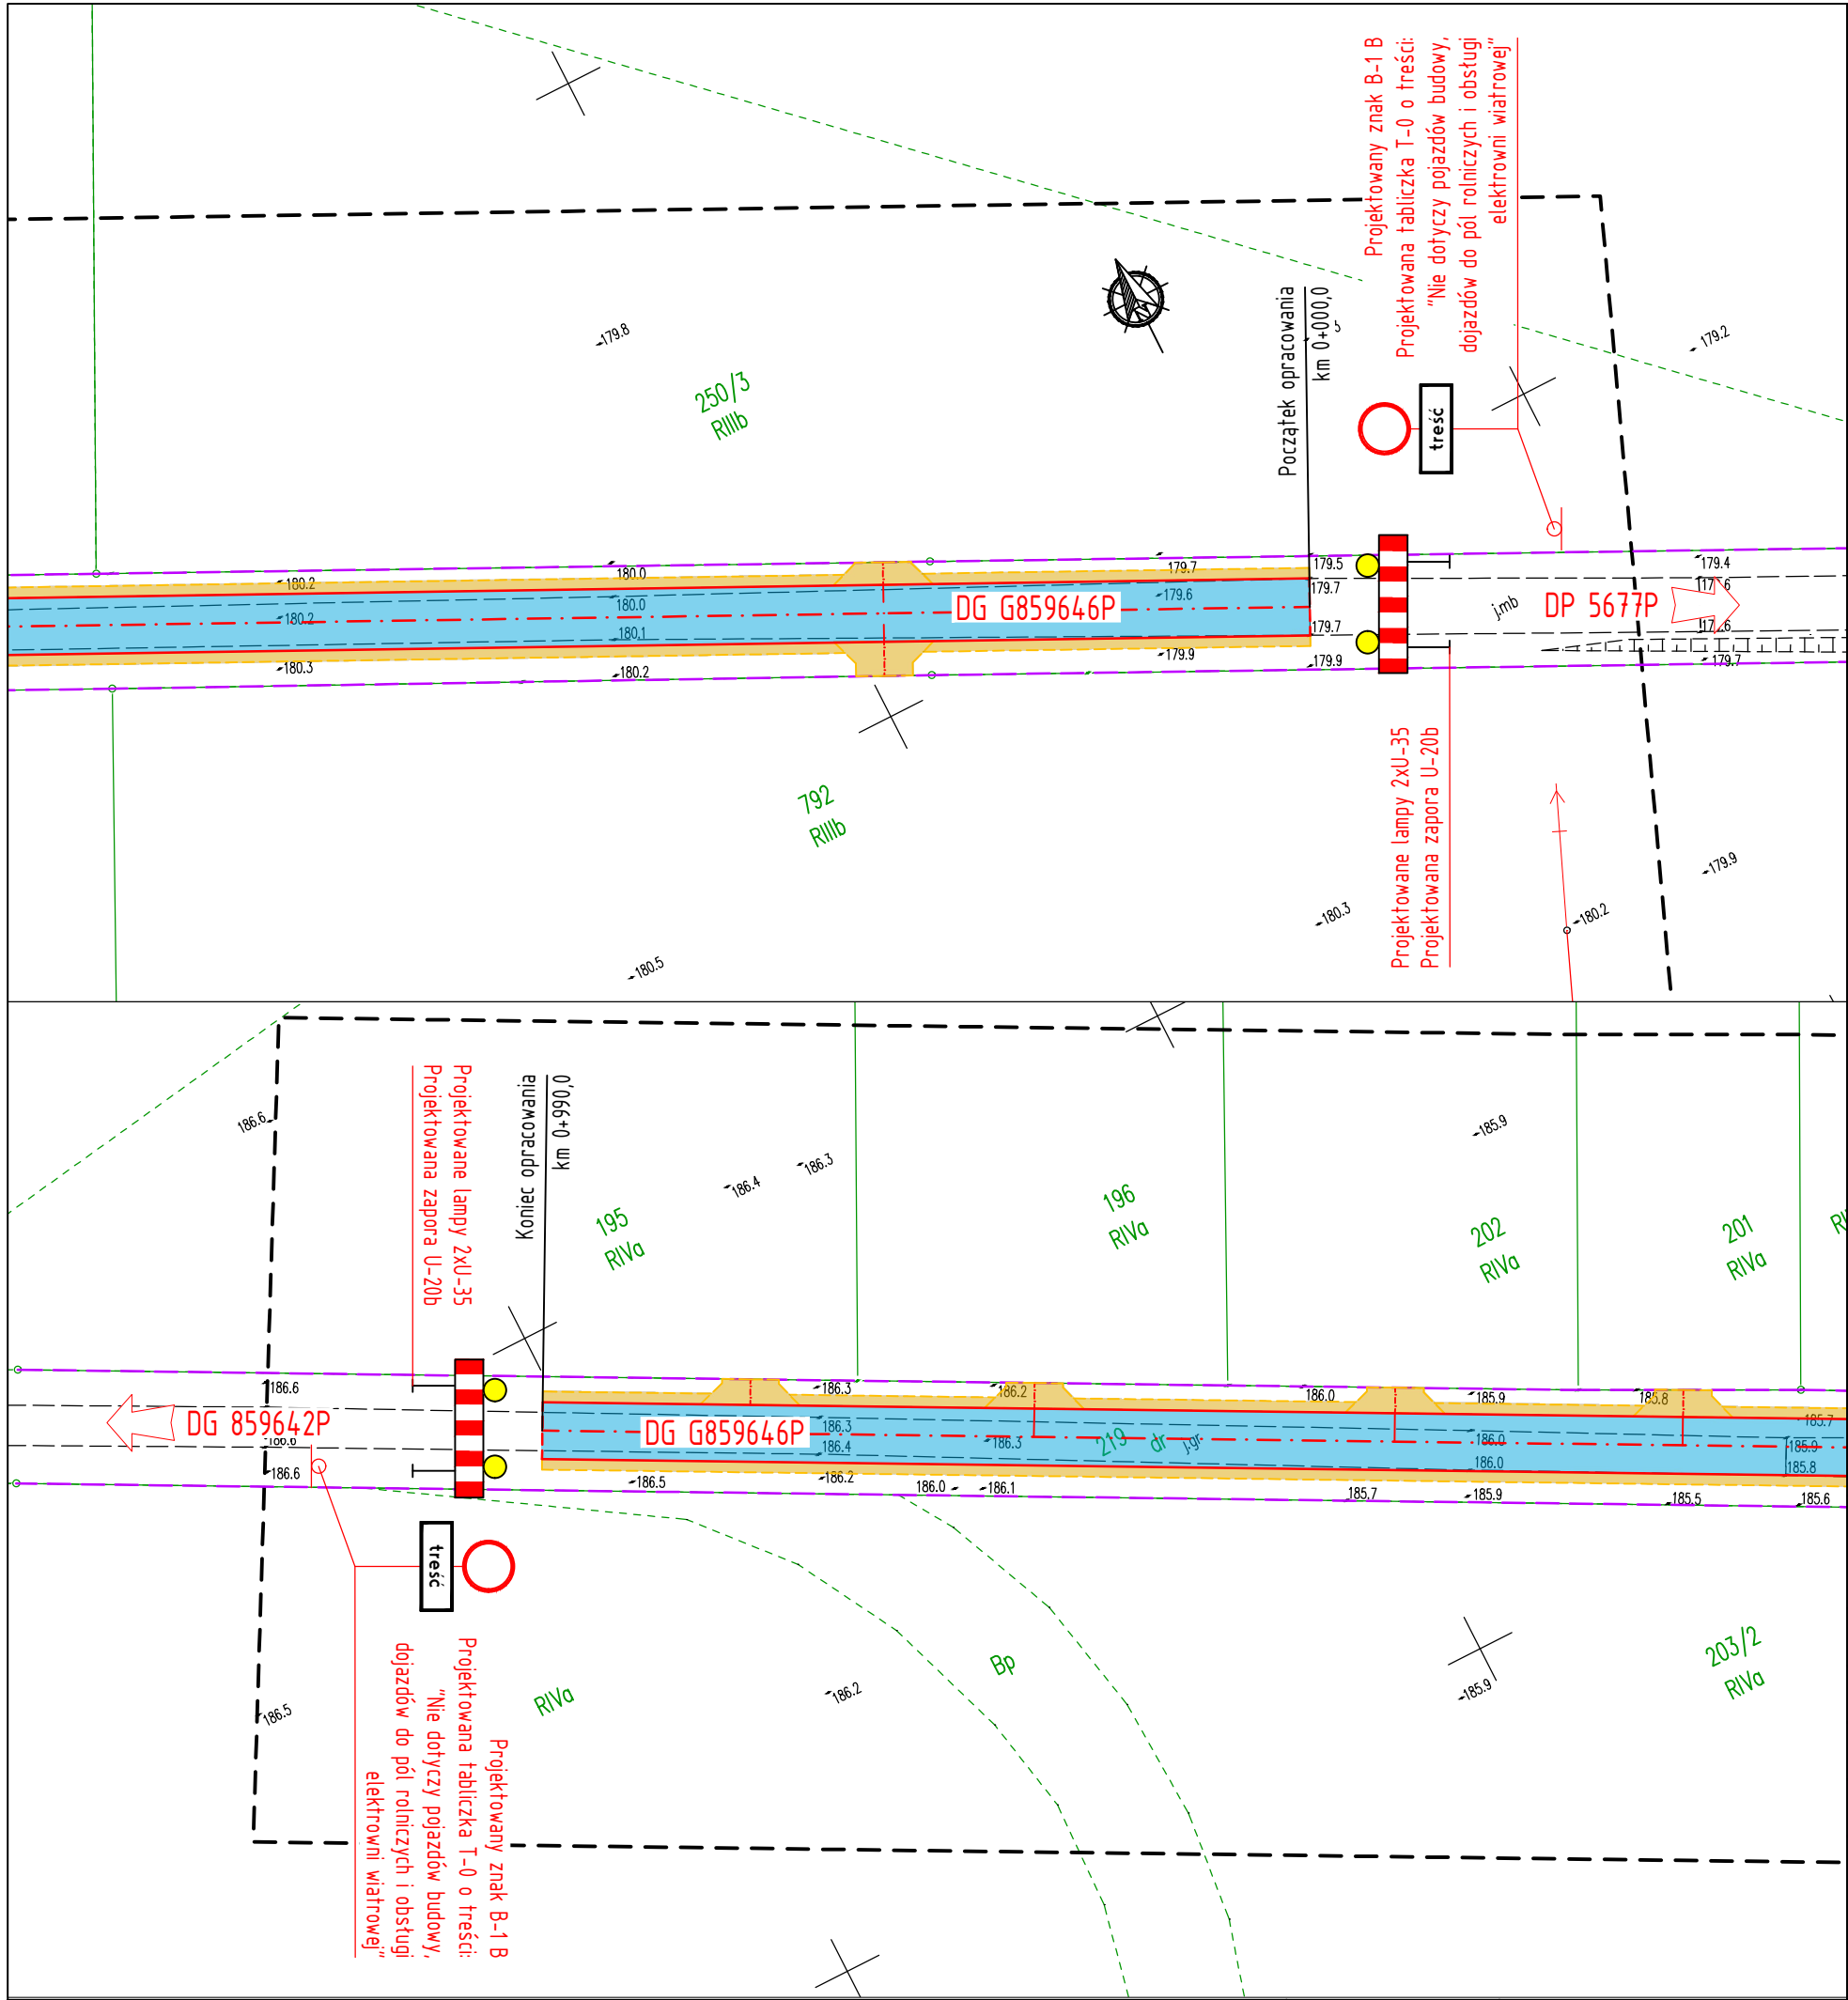 Projektowany znak B-1 B
Projektowana tabliczka T-0 o treści:
"Nie dotyczy pojazdów budowy,
dojazdów do pól rolniczych i obsługi
elektrowni wiatrowej"
treść
Początek opracowania
km 0+000,0
5
179.8
250/3
RIIIb
179.2
N
180.2
180.0
179.7
179.5
179.4
180.2
180.0
179.6
179.7
DG G859646P
j.mb
DP 5677P
180.1
179.7
180.3
180.2
179.9
179.9
179.7
792
RIIIb
Projektowane lampy 2xU-35
Projektowana zapora U-20b
179.9
180.3
180.2
180.5
186.6
Projektowane lampy 2xU-35
Projektowana zapora U-20b
Koniec opracowania
km 0+990,0
186.4
186.3
185.9
195
RIVa
196
RIVa
202
RIVa
201
RIVa
186.6
186.3
186.2
186.0
185.9
185.8
185.7
DG 859642P
DG G859646P
186.3
186.4
186.3
219
dr
j.gr
186.0
186.0
185.9
185.8
186.6
186.6
186.5
186.2
186.0
186.1
185.7
185.9
185.5
185.6
treść
Projektowany znak B-1 B
Projektowana tabliczka T-0 o treści:
"Nie dotyczy pojazdów budowy,
dojazdów do pól rolniczych i obsługi
elektrowni wiatrowej"
186.5
RIVa
186.2
Bp
185.9
203/2
RIVa